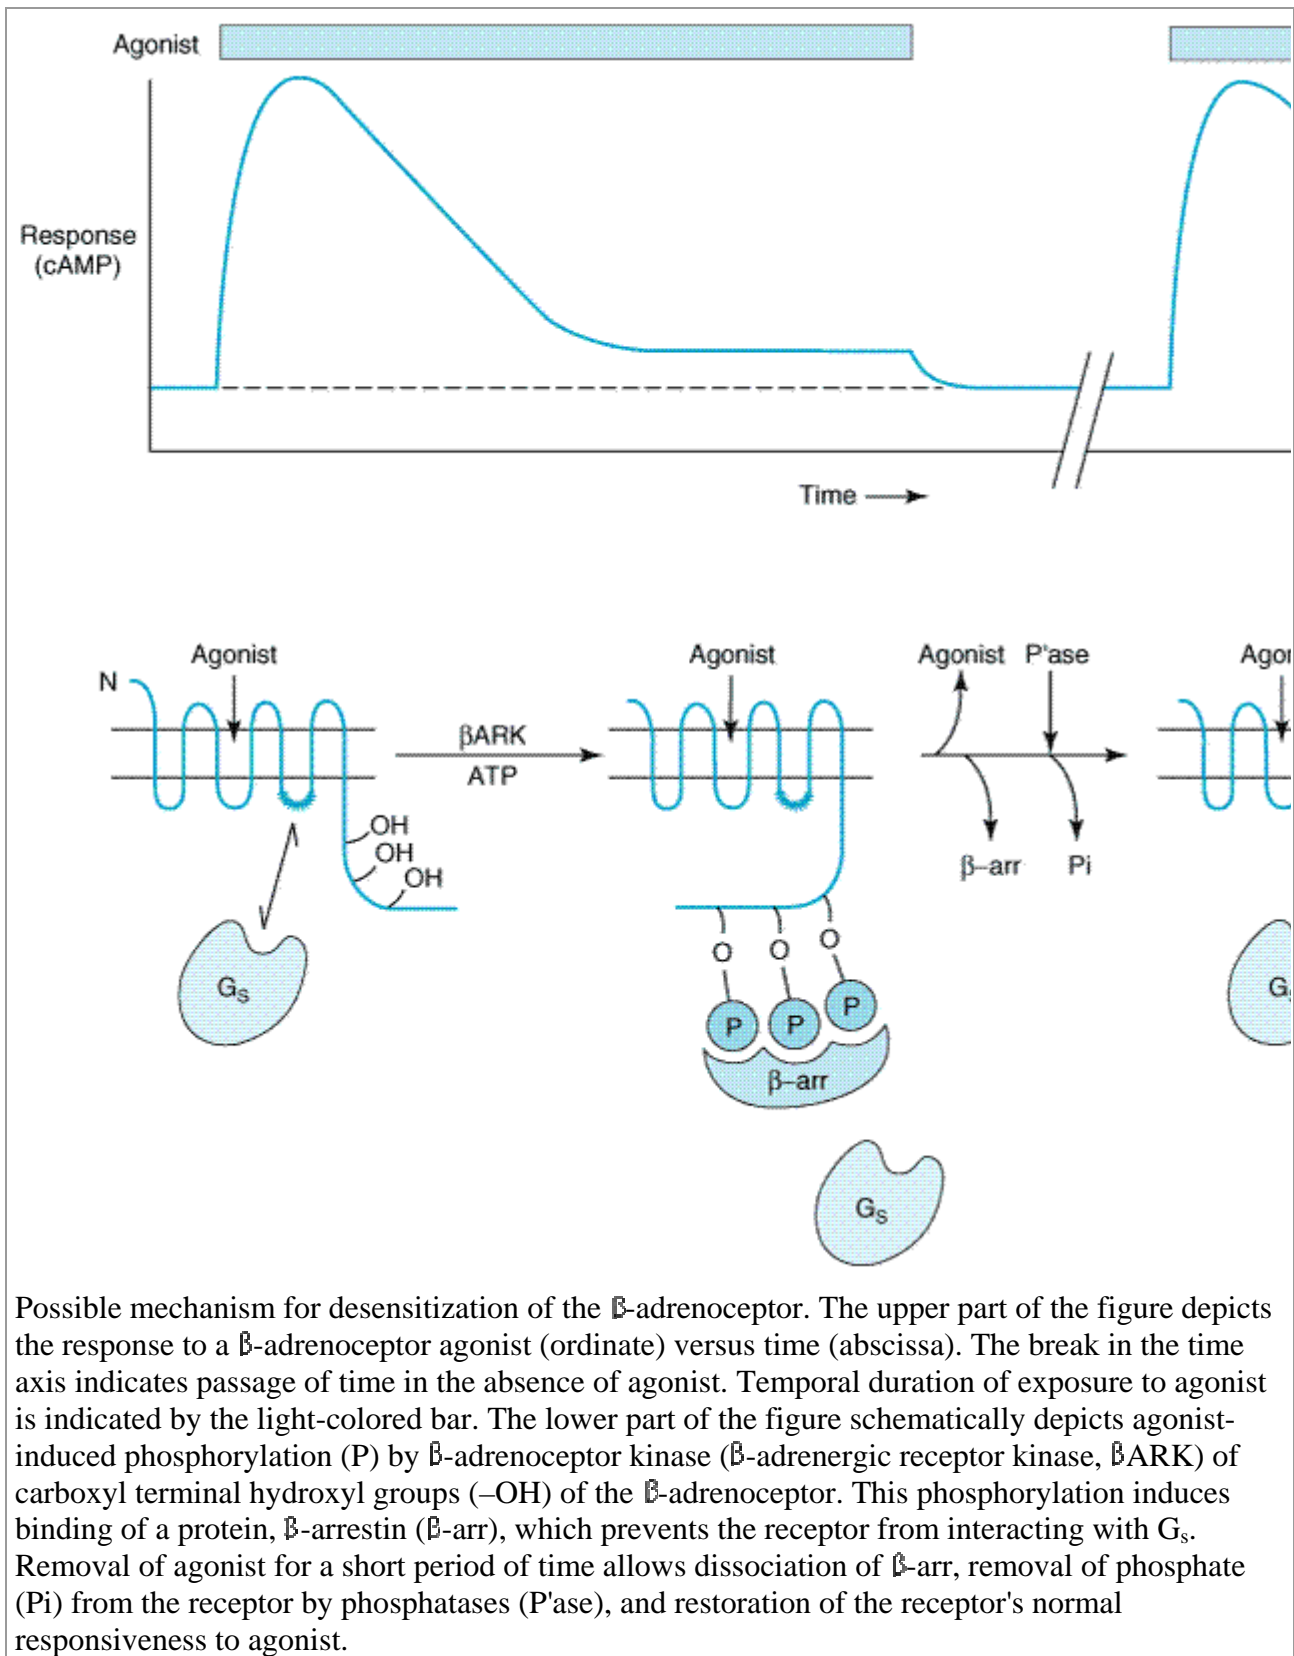 Agonist
Response
(cAMP)
Time
Agonist
Agonist
Agonist P'ase
Agon
N
βARK
ATP
OH
OH
OH
β–arr
Pi
O
O
O
Gs
G
P
P
P
β–arr
Gs
Possible mechanism for desensitization of the β-adrenoceptor. The upper part of the figure depicts
the response to a β-adrenoceptor agonist (ordinate) versus time (abscissa). The break in the time
axis indicates passage of time in the absence of agonist. Temporal duration of exposure to agonist
is indicated by the light-colored bar. The lower part of the figure schematically depicts agonist-
induced phosphorylation (P) by β-adrenoceptor kinase (β-adrenergic receptor kinase, βARK) of
carboxyl terminal hydroxyl groups (–OH) of the β-adrenoceptor. This phosphorylation induces
binding of a protein, β-arrestin (β-arr), which prevents the receptor from interacting with Gs.
Removal of agonist for a short period of time allows dissociation of β-arr, removal of phosphate
(Pi) from the receptor by phosphatases (P'ase), and restoration of the receptor's normal
responsiveness to agonist.